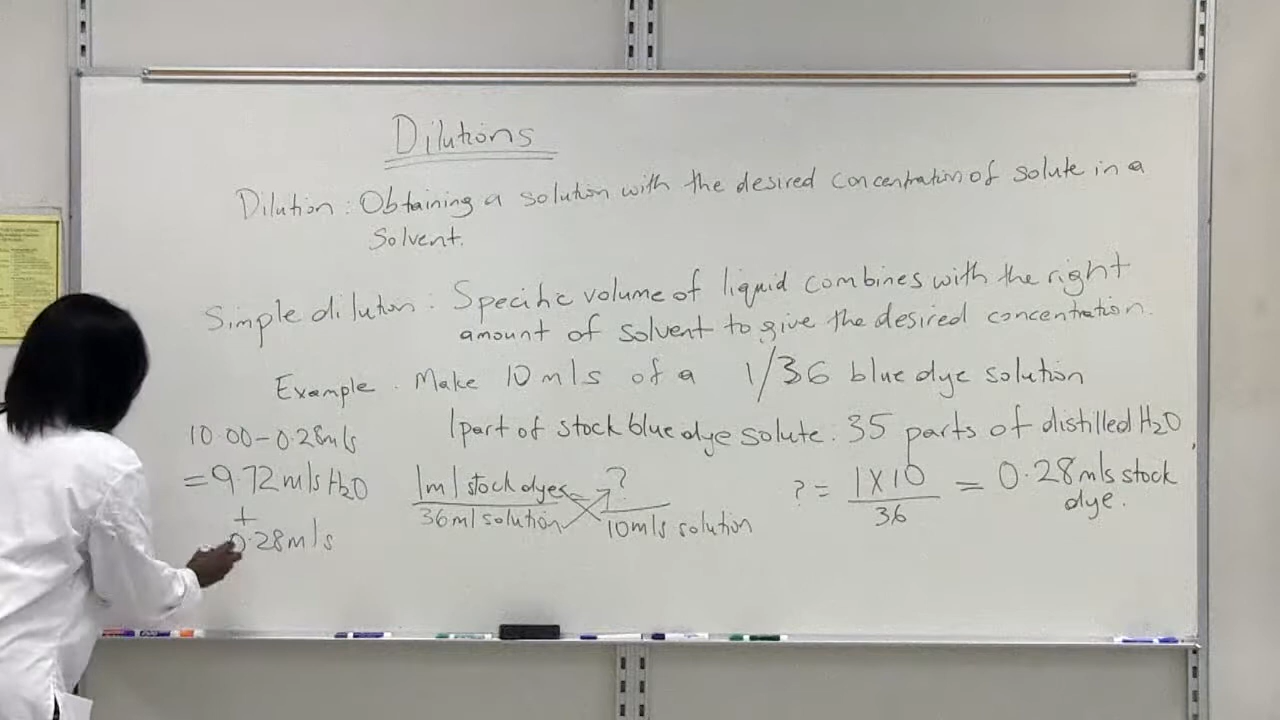 Dilutions
Dilution: Obtaining a solution with the desired concentration of solute in a
Solvent.
Simple dilution: Specific volume of liquid combines with the right
amount of solvent to give the desired concentration.
Example. Make 10 mls of a 1/36 blue dye solution
1 part of stock blue dye solute: 35 parts of distilled H2O,
10.00-0.28mls
= 9.72 mls H2O
+
0.28mls
1ml stock dyes = ?
36ml solution 10mls solution
? = 1 X 10 = 0.28mls stock
36 dye.